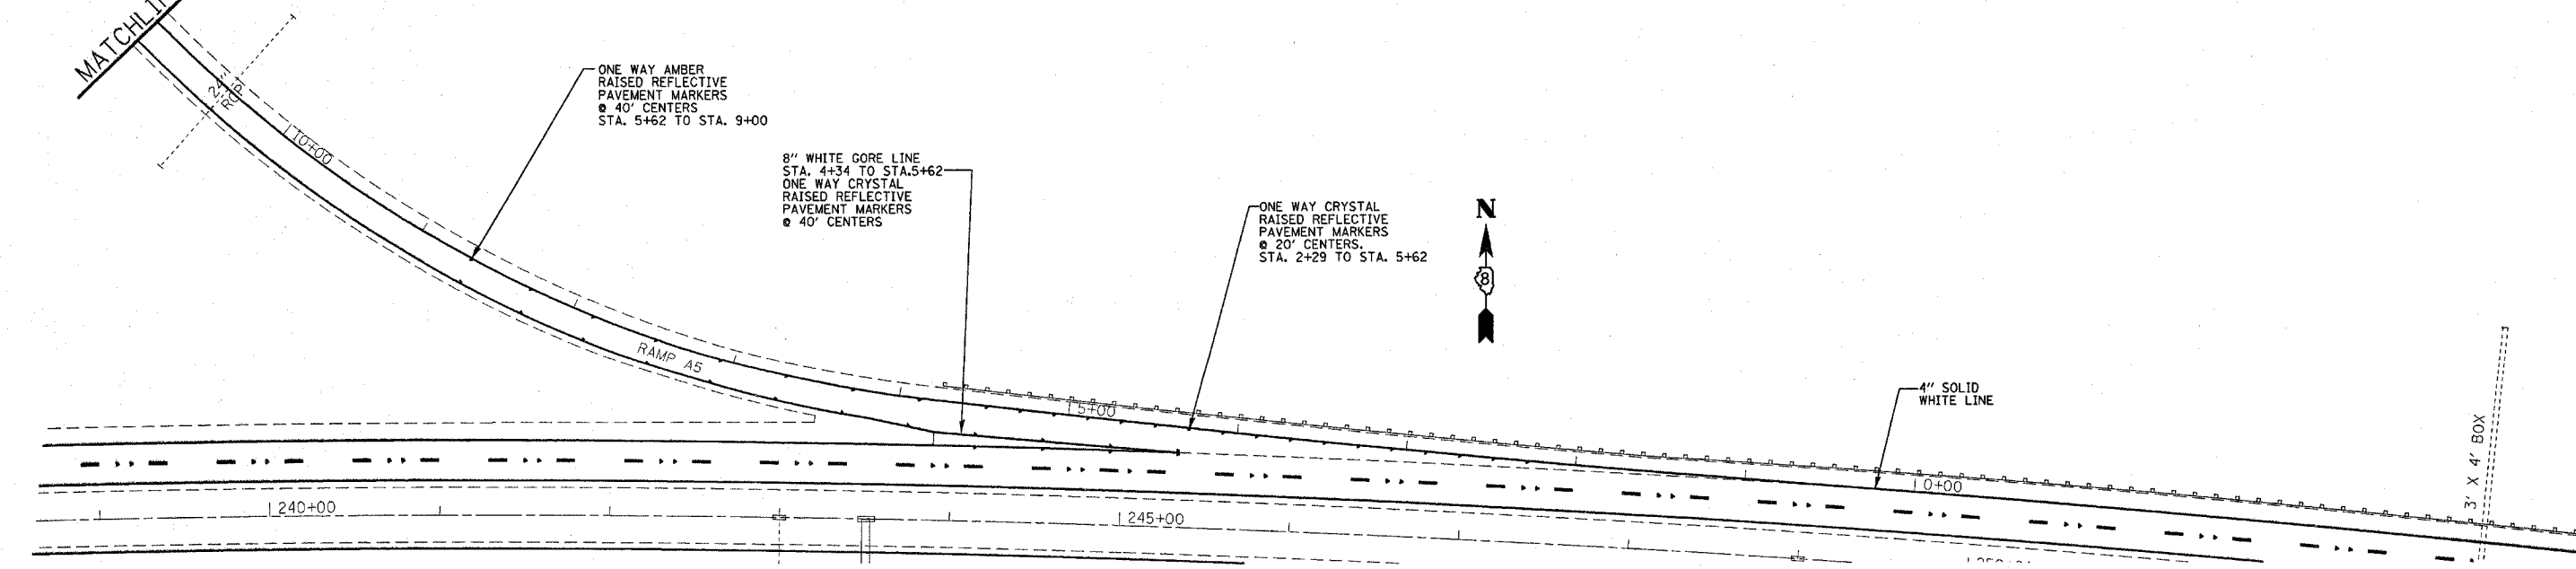 MATCHLIN
24"
RCP
10+00
ONE WAY AMBER
RAISED REFLECTIVE
PAVEMENT MARKERS
@ 40' CENTERS
STA. 5+62 TO STA. 9+00
8" WHITE GORE LINE
STA. 4+34 TO STA.5+62
ONE WAY CRYSTAL
RAISED REFLECTIVE
PAVEMENT MARKERS
@ 40' CENTERS
ONE WAY CRYSTAL
RAISED REFLECTIVE
PAVEMENT MARKERS
@ 20' CENTERS.
STA. 2+29 TO STA. 5+62
N
8
RAMP A5
5+00
4" SOLID
WHITE LINE
0+00
3' X 4' BOX
240+00
245+00